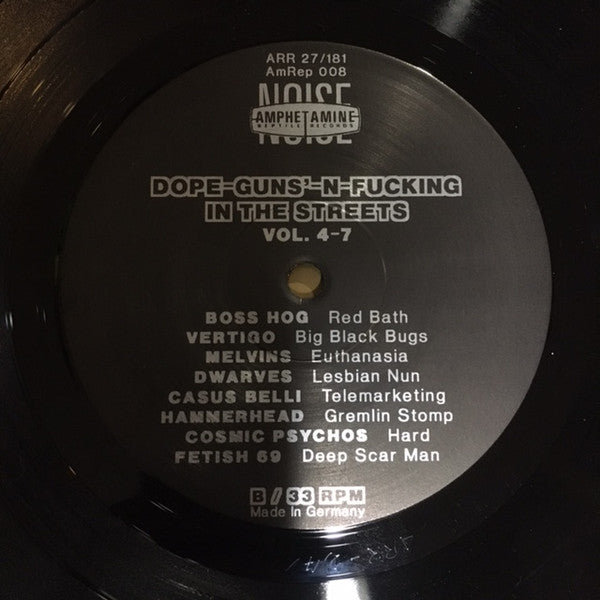 ARR 27/181
AmRep 008
NOISE
AMPHETAMINE
REPTILE RECORDS
NOISE
DOPE-GUNS'-N-FUCKING
IN THE STREETS
VOL. 4-7
BOSS HOG Red Bath
VERTIGO Big Black Bugs
MELVINS Euthanasia
DWARVES Lesbian Nun
CASUS BELLI Telemarketing
HAMMERHEAD Gremlin Stomp
COSMIC PSYCHOS Hard
FETISH 69 Deep Scar Man
B // 33 RPM
Made In Germany